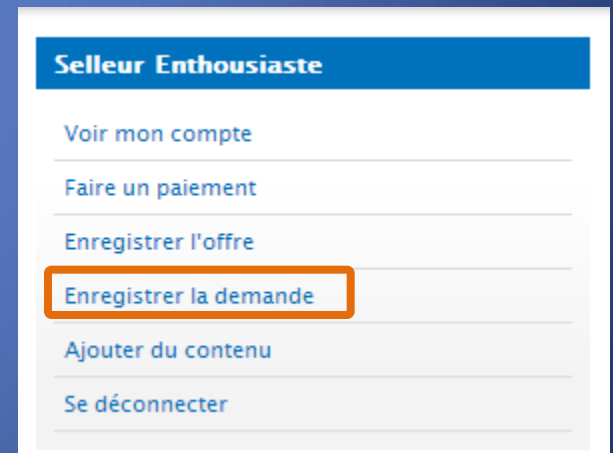 Selleur Enthousiaste
Voir mon compte
Faire un paiement
Enregistrer l'offre
Enregistrer la demande
Ajouter du contenu
Se déconnecter